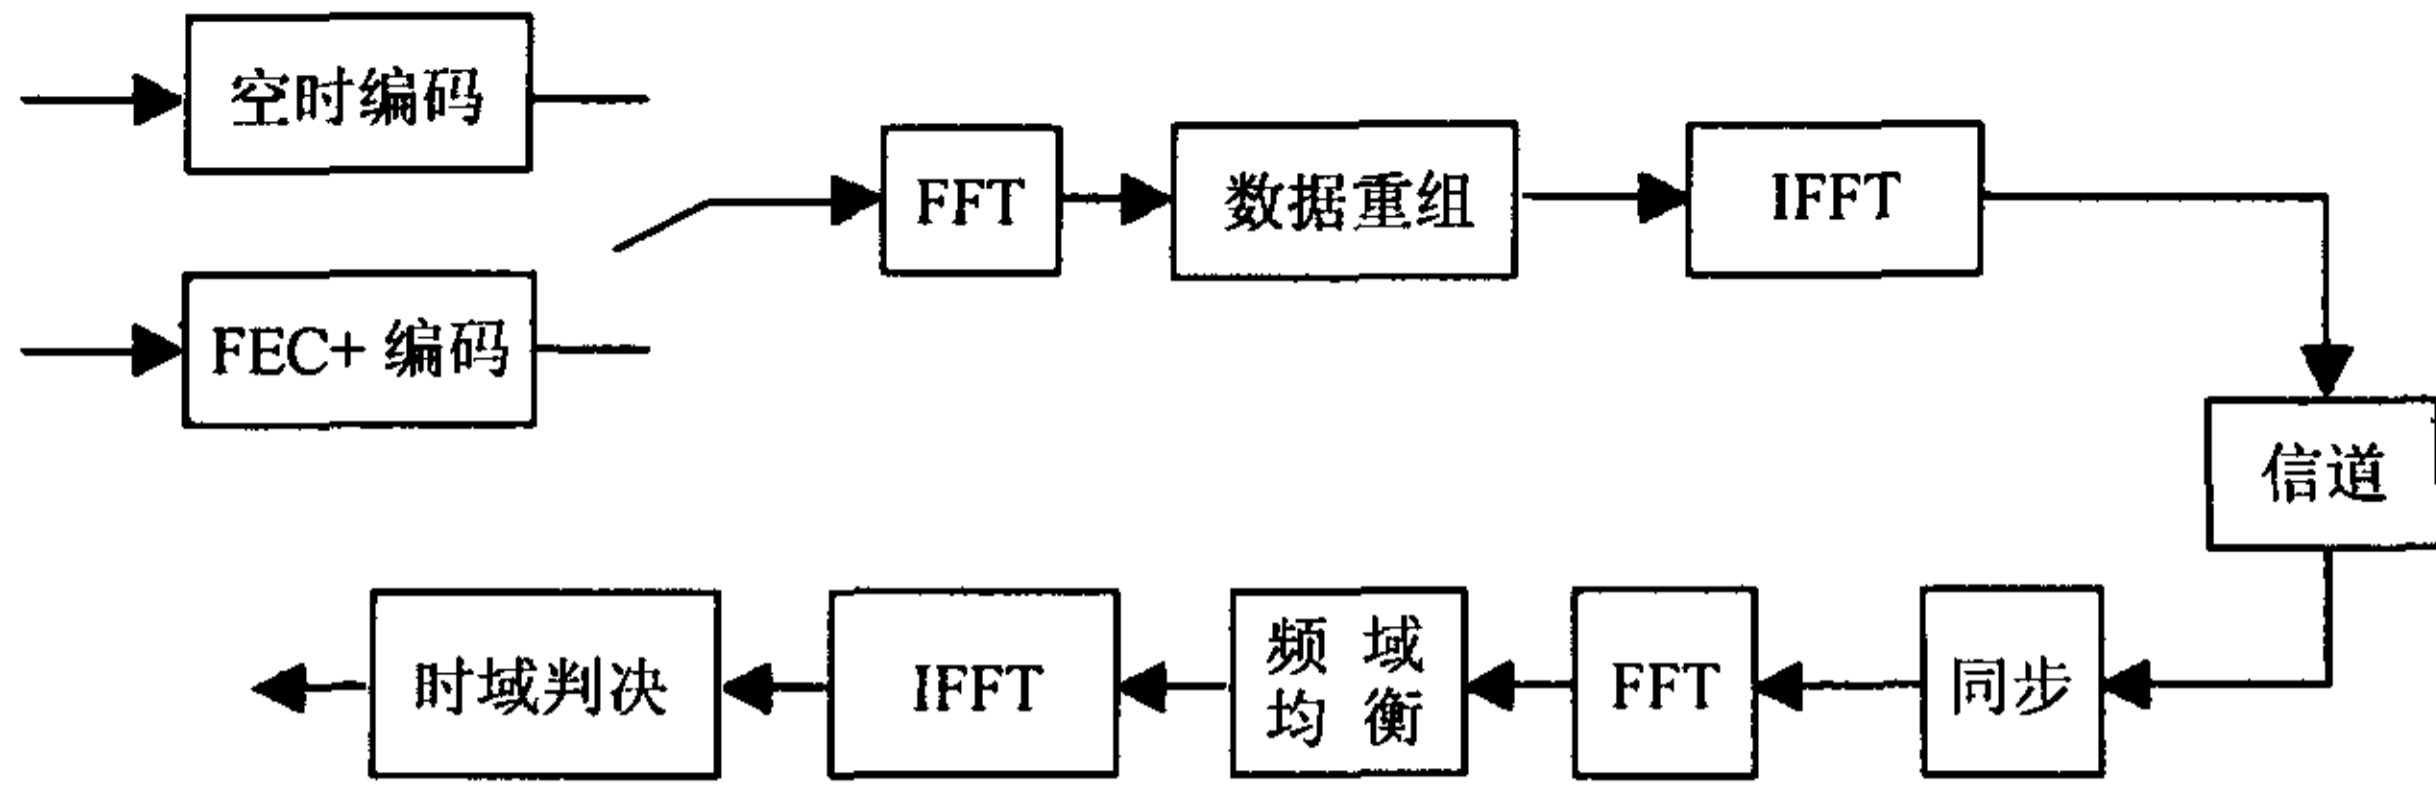 空时编码
FEC+ 编码
FFT
数据重组
IFFT
信道
同步
FFT
频 域
均 衡
IFFT
时域判决